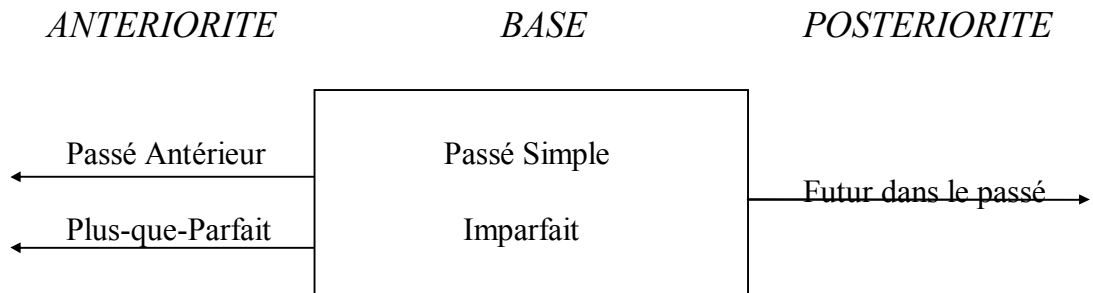 ANTERIORITE BASE POSTERIORITE
Passé Antérieur Passé Simple
Futur dans le passé
Plus-que-Parfait Imparfait